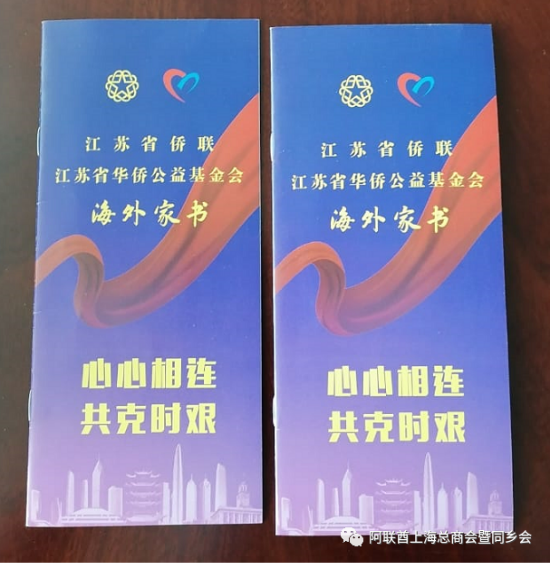 江苏省侨联
江苏省华侨公益基金会
海外家书
心心相连
共克时艰
江苏省侨联
江苏省华侨公益基金会
海外家书
心心相连
共克时艰
阿联酋上海总商会暨同乡会